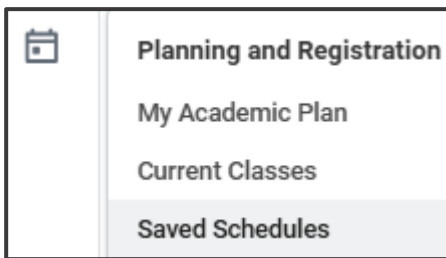 Planning and Registration
My Academic Plan
Current Classes
Saved Schedules